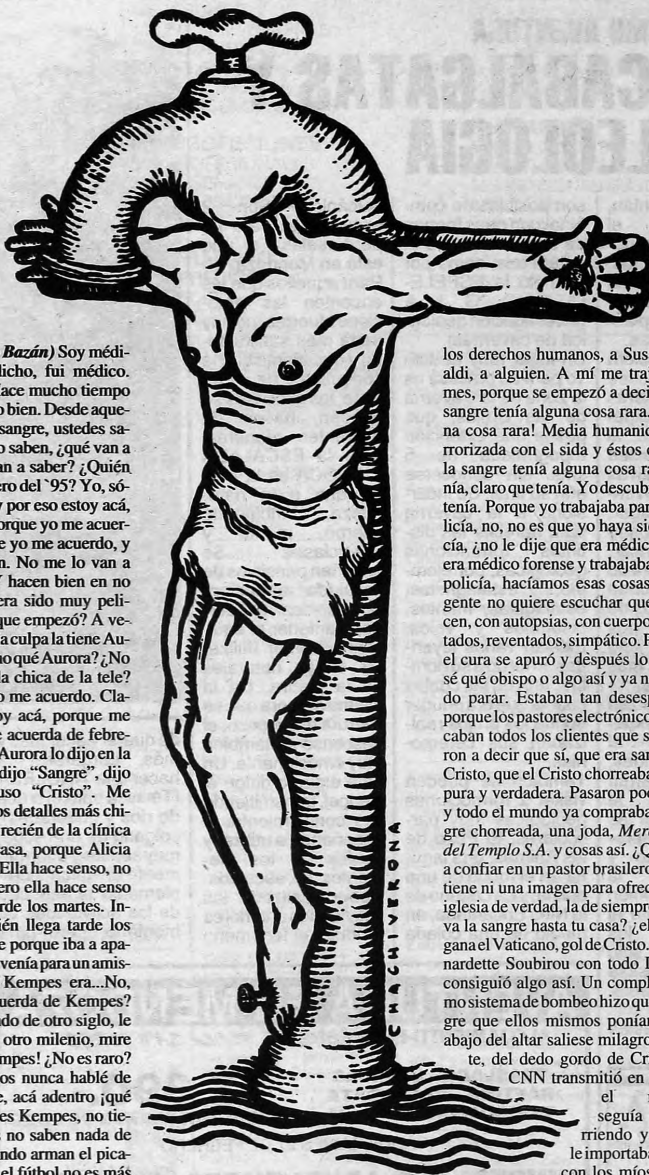 Bazán) Soy médi-
dicho, fui médico.
Hace mucho tiempo
o bien. Desde aque-
sangre, ustedes sa-
o saben, ¿qué van a
an a saber? ¿Quién
ero del `95? Yo, só-
y por eso estoy acá,
orque yo me acuer-
e yo me acuerdo, y
n. No me lo van a
Y hacen bien en no
era sido muy peli-
que empezó? A ve-
a culpa la tiene Au-
mo qué Aurora? ¿No
la chica de la tele?
o me acuerdo. Cla-
oy acá, porque me
e acuerda de febre-
Aurora lo dijo en la
dijo “Sangre”, dijo
uso “Cristo”. Me
os detalles más chi-
recién de la clínica
asa, porque Alicia
Ella hace senso, no
ero ella hace senso
rde los martes. In-
ién llega tarde los
e porque iba a apa-
venía para un amis-
Kempes era...No,
uerda de Kempes?
ndo de otro siglo, le
otro milenio, mire
mpes! ¿No es raro?
os nunca hablé de
e, acá adentro ¡qué
es Kempes, no tie-
s no saben nada de
ndo arman el pica-
el fútbol no es más
CHACHI VERONA
los derechos humanos, a Sus
aldi, a alguien. A mí me traj
mes, porque se empezó a deci
sangre tenía alguna cosa rara.
na cosa rara! Media humanid
rrorizada con el sida y éstos
la sangre tenía alguna cosa ra
nía, claro que tenía. Yo descub
tenía. Porque yo trabajaba par
licía, no, no es que yo haya sid
cía, ¿no le dije que era médic
era médico forense y trabajaba
policía, hacíamos esas cosas
gente no quiere escuchar que
cen, con autopsias, con cuerpo
tados, reventados, simpático. P
el cura se apuró y después lo
sé qué obispo o algo así y ya n
do parar. Estaban tan desesp
porque los pastores electrónico
caban todos los clientes que s
ron a decir que sí, que era san
Cristo, que el Cristo chorreaba
pura y verdadera. Pasaron poc
y todo el mundo ya compraba
gre chorreada, una joda, Mer
del Templo S.A. y cosas así. ¿Q
a confiar en un pastor brasilero
tiene ni una imagen para ofrec
iglesia de verdad, la de siempr
va la sangre hasta tu casa? ¿el
gana el Vaticano, gol de Cristo.
nardette Soubirou con todo
consiguió algo así. Un compl
mo sistema de bombeo hizo qu
gre que ellos mismos ponían
abajo del altar saliese milagro
te, del dedo gordo de Cri
CNN transmitió en
el
seguía
rriendo y
le importaba
con los míos